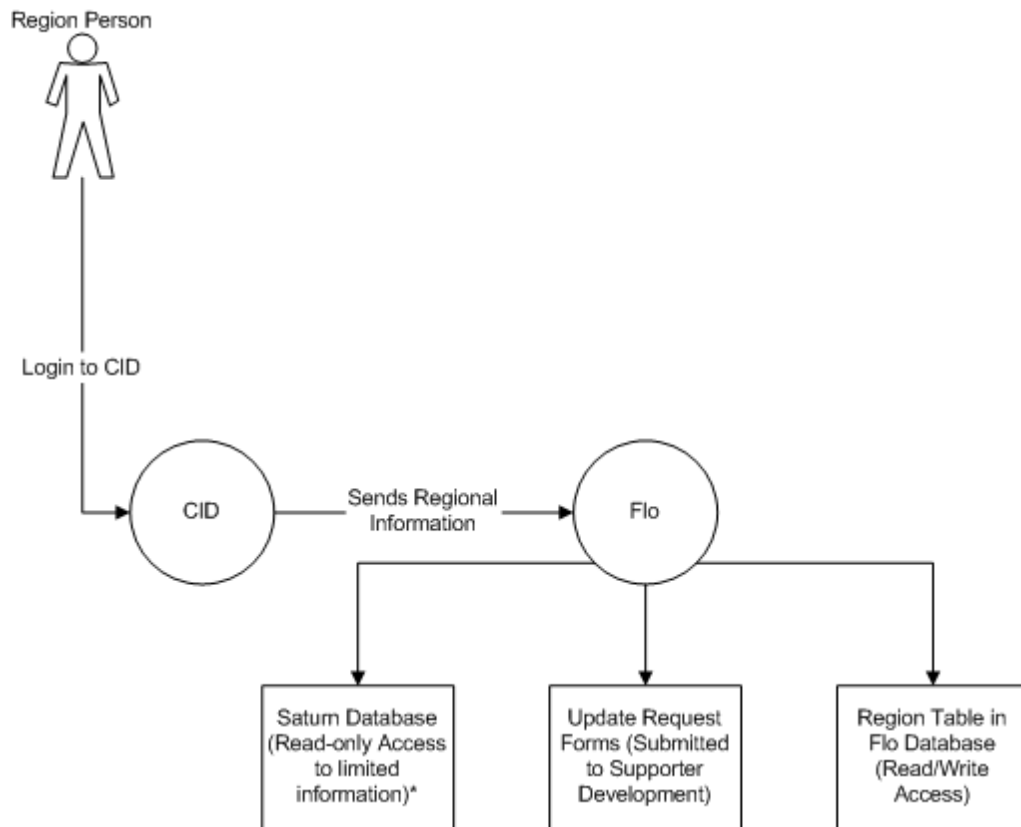 Region Person
Login to CID
CID
Sends Regional
Information
Flo
Saturn Database
(Read-only Access
to limited
information)*
Update Request
Forms (Submitted
to Supporter
Development)
Region Table in
Flo Database
(Read/Write
Access)